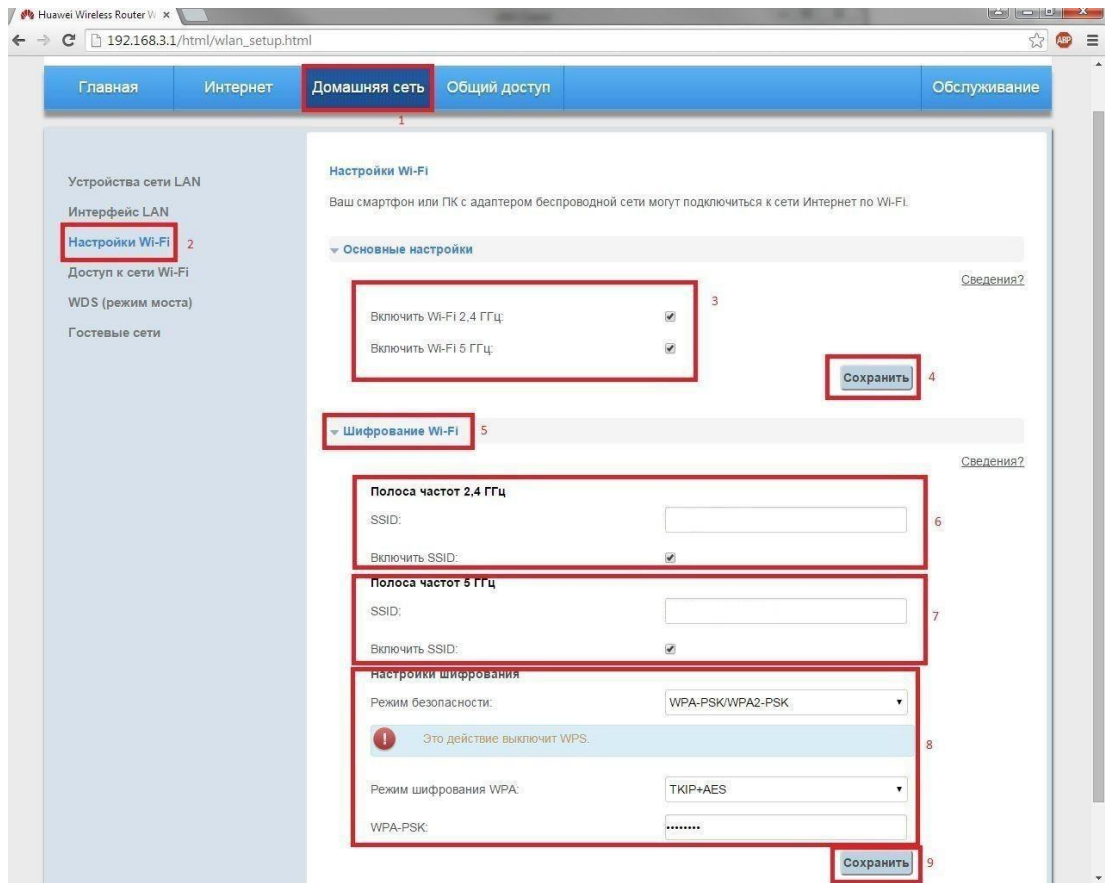 Huawei Wireless Router W
192.168.3.1/html/wlan_setup.html
ABP
Главная Интернет Домашняя сеть Общий доступ Обслуживание
1
Устройства сети LAN
Интерфейс LAN
Настройки Wi-Fi 2
Доступ к сети Wi-Fi
WDS (режим моста)
Гостевые сети
Настройки Wi-Fi
Ваш смартфон или ПК с адаптером беспроводной сети могут подключиться к сети Интернет по Wi-Fi.
Основные настройки
Сведения?
3
Включить Wi-Fi 2,4 ГГц:
Включить Wi-Fi 5 ГГц:
Сохранить 4
Шифрование Wi-Fi 5
Сведения?
Полоса частот 2,4 ГГц
SSID: 6
Включить SSID:
Полоса частот 5 ГГц
SSID: 7
Включить SSID:
Настройки шифрования
Режим безопасности: WPA-PSK/WPA2-PSK
Это действие выключит WPS. 8
Режим шифрования WPA: TKIP+AES
WPA-PSK: ••••••••
Сохранить 9